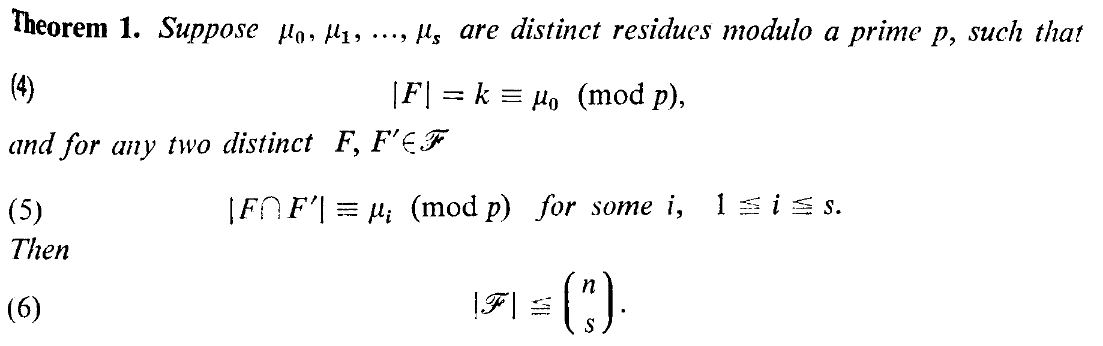 Theorem 1. Suppose μ₀, μ₁, ..., μₛ are distinct residues modulo a prime p, such that
(4) |F| = k ≡ μ₀ (mod p),
and for any two distinct F, F′∈ℱ
(5) |F∩F′| ≡ μᵢ (mod p) for some i, 1 ≦ i ≦ s.
Then
(6) |ℱ| ≦ (n s).